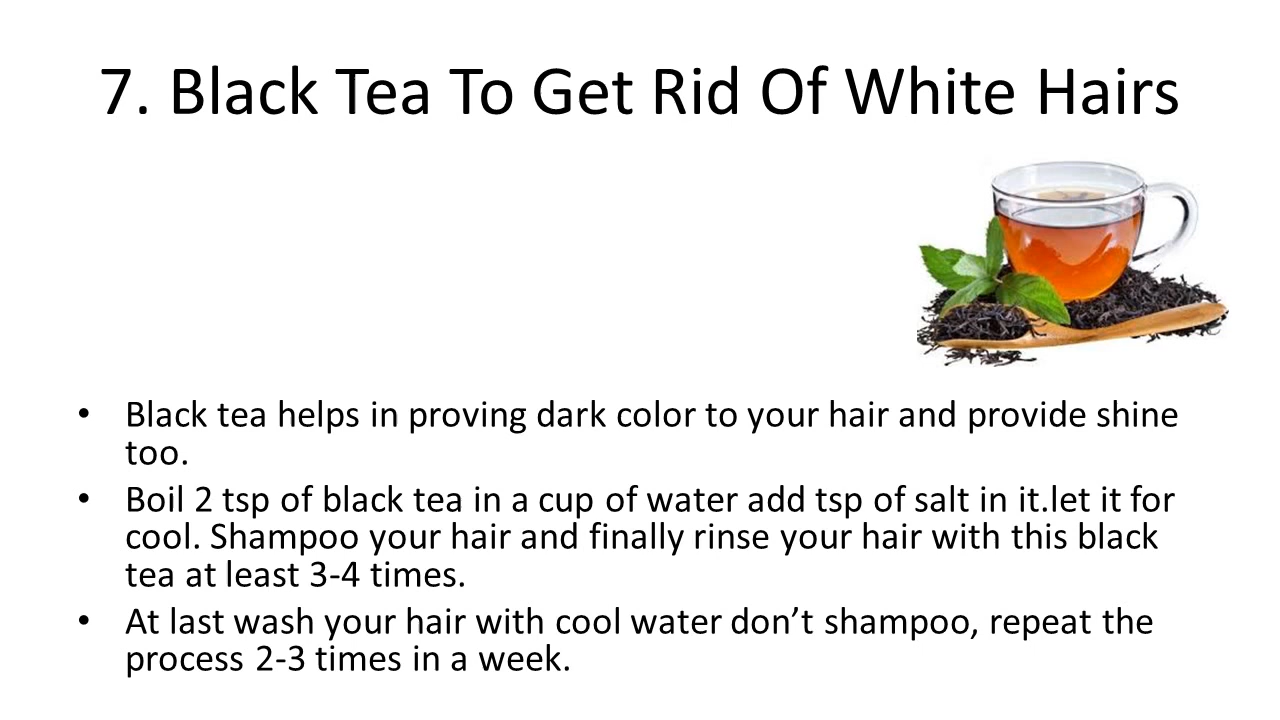 7. Black Tea To Get Rid Of White Hairs
• Black tea helps in proving dark color to your hair and provide shine
too.
• Boil 2 tsp of black tea in a cup of water add tsp of salt in it.let it for
cool. Shampoo your hair and finally rinse your hair with this black
tea at least 3-4 times.
• At last wash your hair with cool water don’t shampoo, repeat the
process 2-3 times in a week.